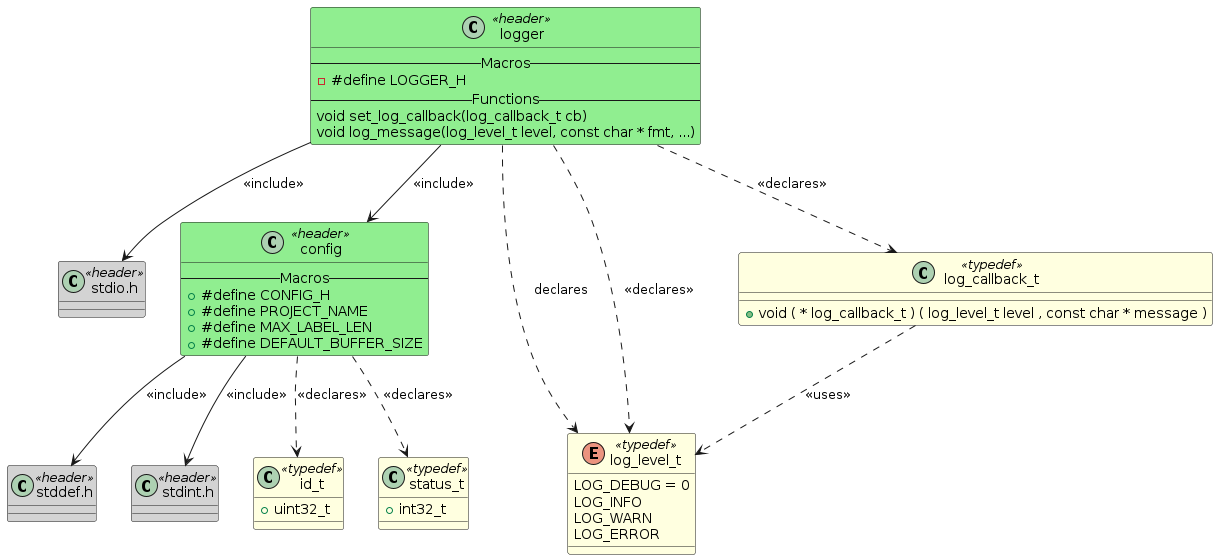 C
«header»
logger
Macros
#define LOGGER_H
Functions
void set_log_callback(log_callback_t cb)
void log_message(log_level_t level, const char * fmt, ...)
«include»
«include»
«declares»
C
«header»
stdio.h
C
«header»
config
Macros
#define CONFIG_H
#define PROJECT_NAME
#define MAX_LABEL_LEN
#define DEFAULT_BUFFER_SIZE
declares
«declares»
C
«typedef»
log_callback_t
void ( * log_callback_t ) ( log_level_t level , const char * message )
«include»
«include»
«declares»
«declares»
«uses»
C
«header»
stddef.h
C
«header»
stdint.h
C
«typedef»
id_t
uint32_t
C
«typedef»
status_t
int32_t
E
«typedef»
log_level_t
LOG_DEBUG = 0
LOG_INFO
LOG_WARN
LOG_ERROR